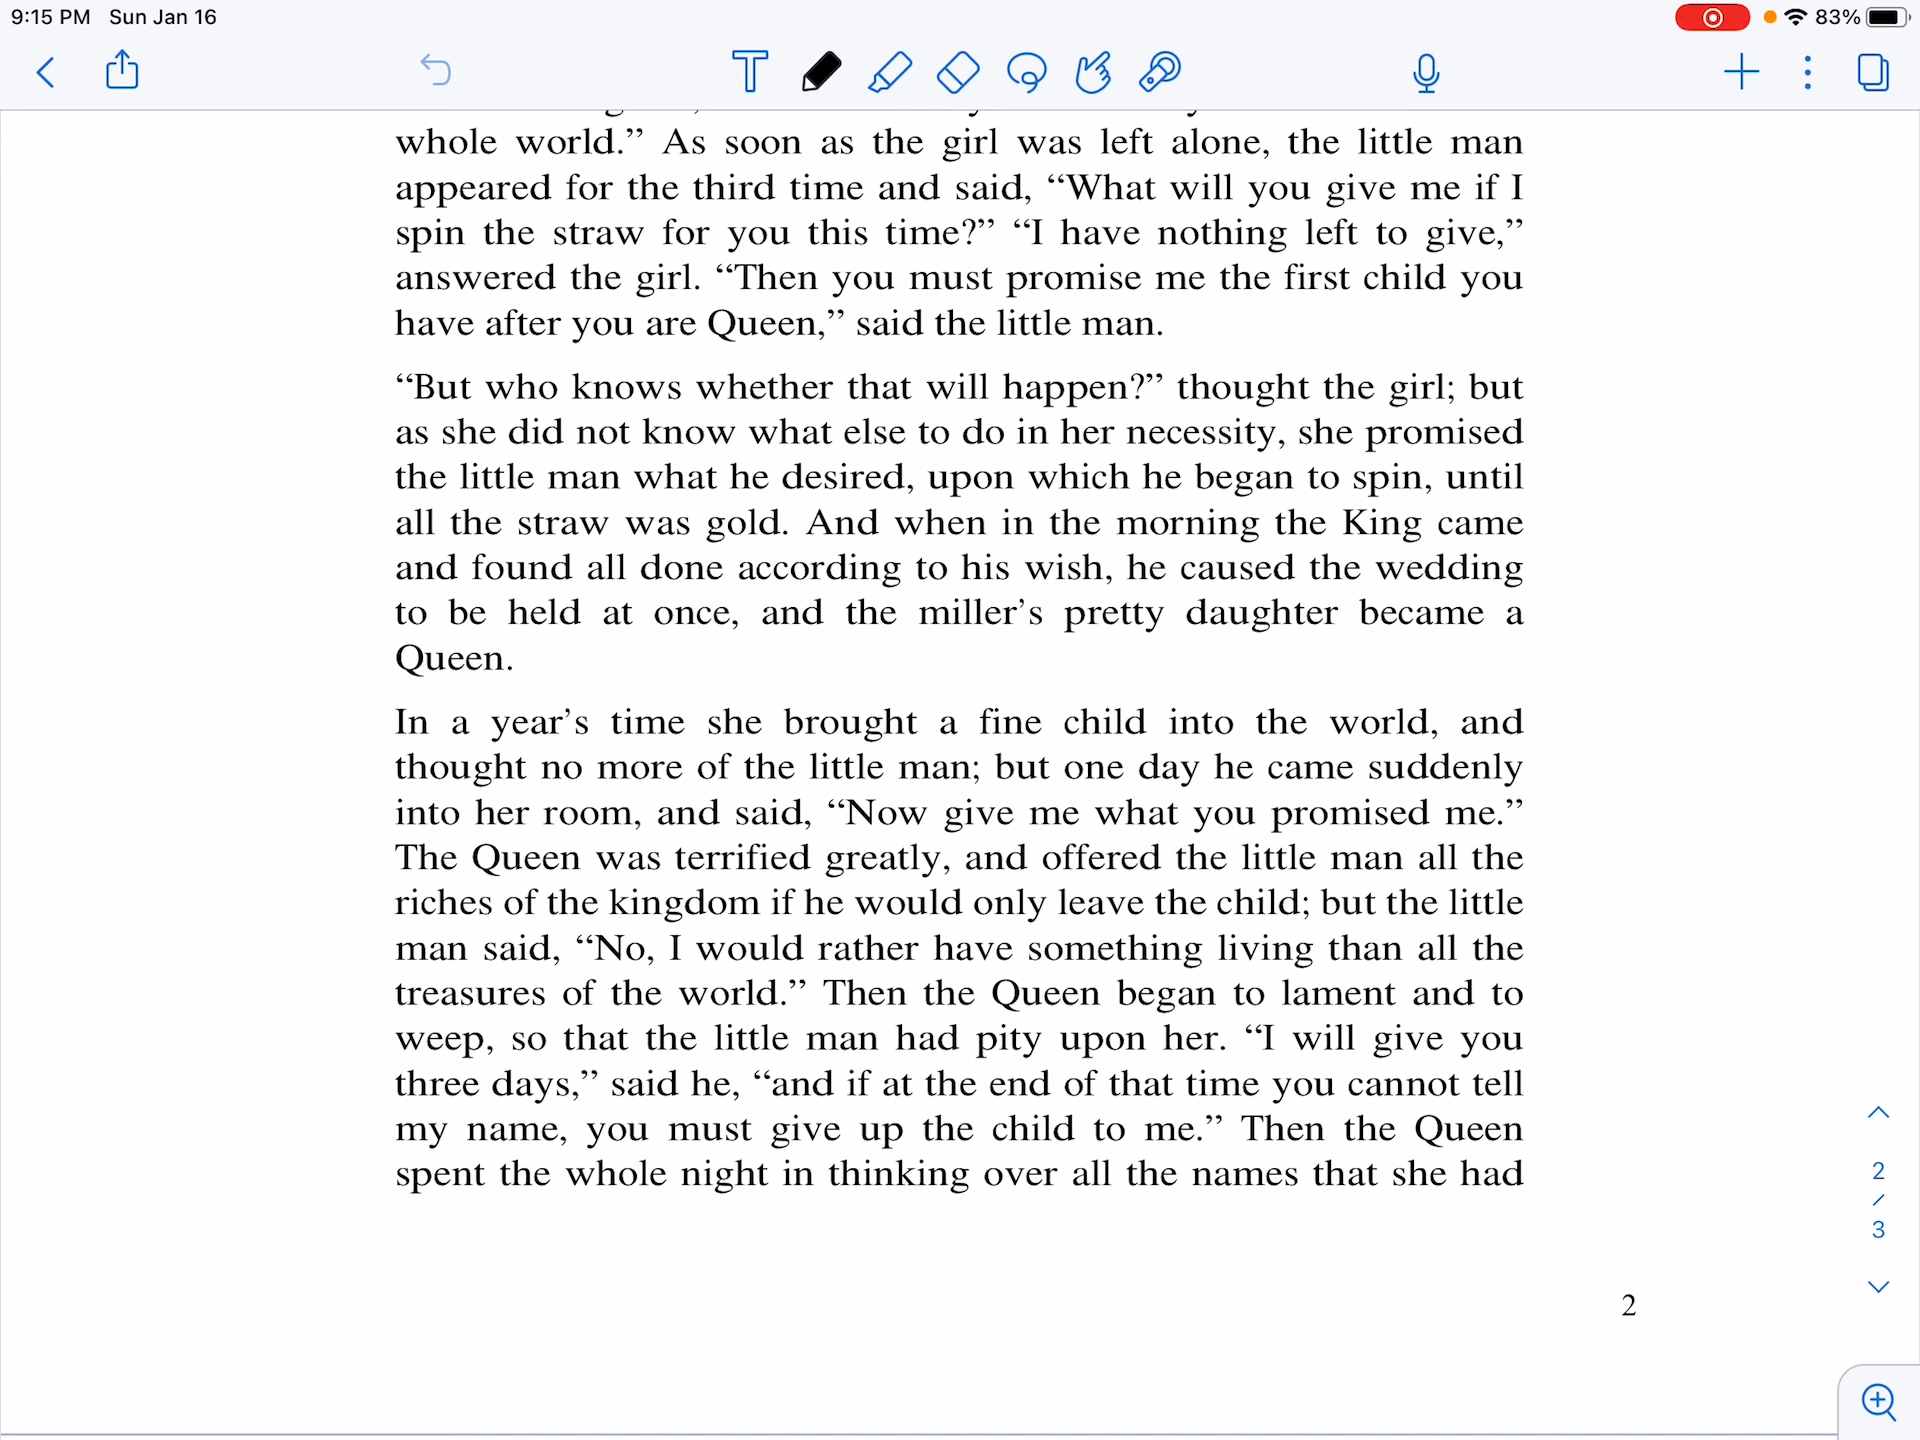 9:15 PM Sun Jan 16
83%
whole world.” As soon as the girl was left alone, the little man
appeared for the third time and said, “What will you give me if I
spin the straw for you this time?” “I have nothing left to give,”
answered the girl. “Then you must promise me the first child you
have after you are Queen,” said the little man.
“But who knows whether that will happen?” thought the girl; but
as she did not know what else to do in her necessity, she promised
the little man what he desired, upon which he began to spin, until
all the straw was gold. And when in the morning the King came
and found all done according to his wish, he caused the wedding
to be held at once, and the miller’s pretty daughter became a
Queen.
In a year’s time she brought a fine child into the world, and
thought no more of the little man; but one day he came suddenly
into her room, and said, “Now give me what you promised me.”
The Queen was terrified greatly, and offered the little man all the
riches of the kingdom if he would only leave the child; but the little
man said, “No, I would rather have something living than all the
treasures of the world.” Then the Queen began to lament and to
weep, so that the little man had pity upon her. “I will give you
three days,” said he, “and if at the end of that time you cannot tell
my name, you must give up the child to me.” Then the Queen
spent the whole night in thinking over all the names that she had
2
/
3
2